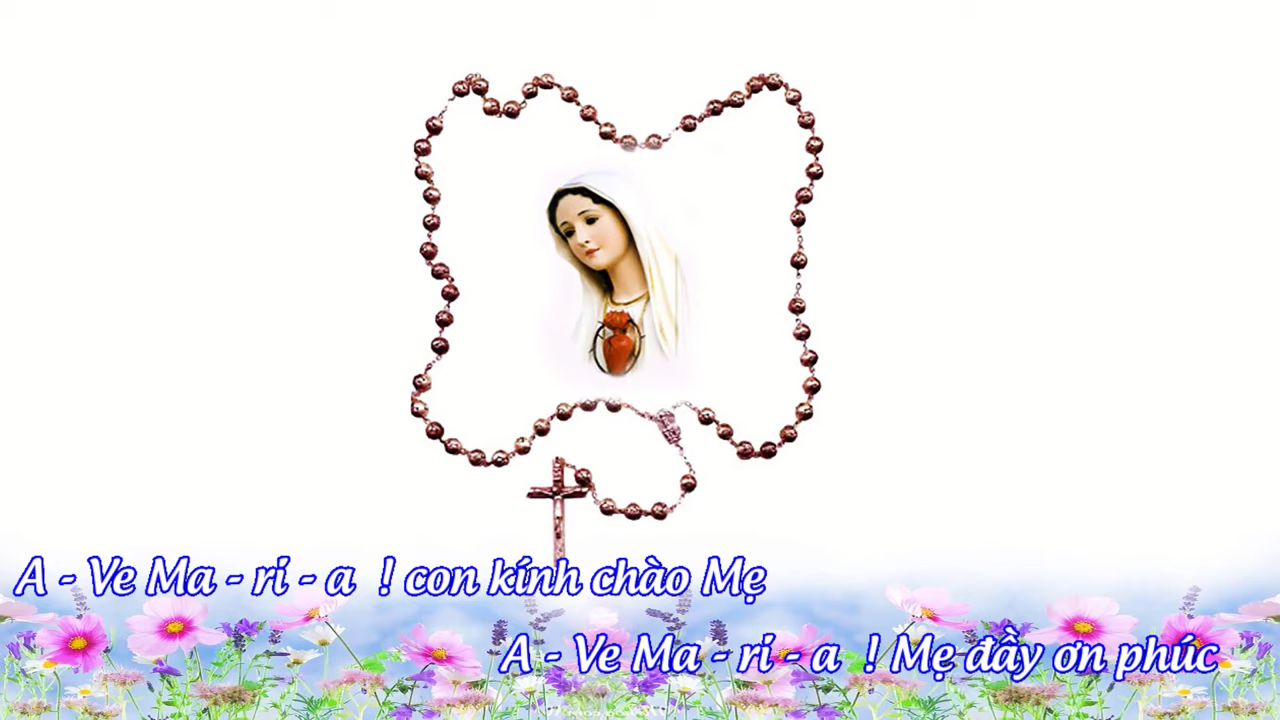 A - Ve Ma - ri - a ! con kính chào Mẹ
A - Ve Ma - ri - a ! Mẹ đầy ơn phúc